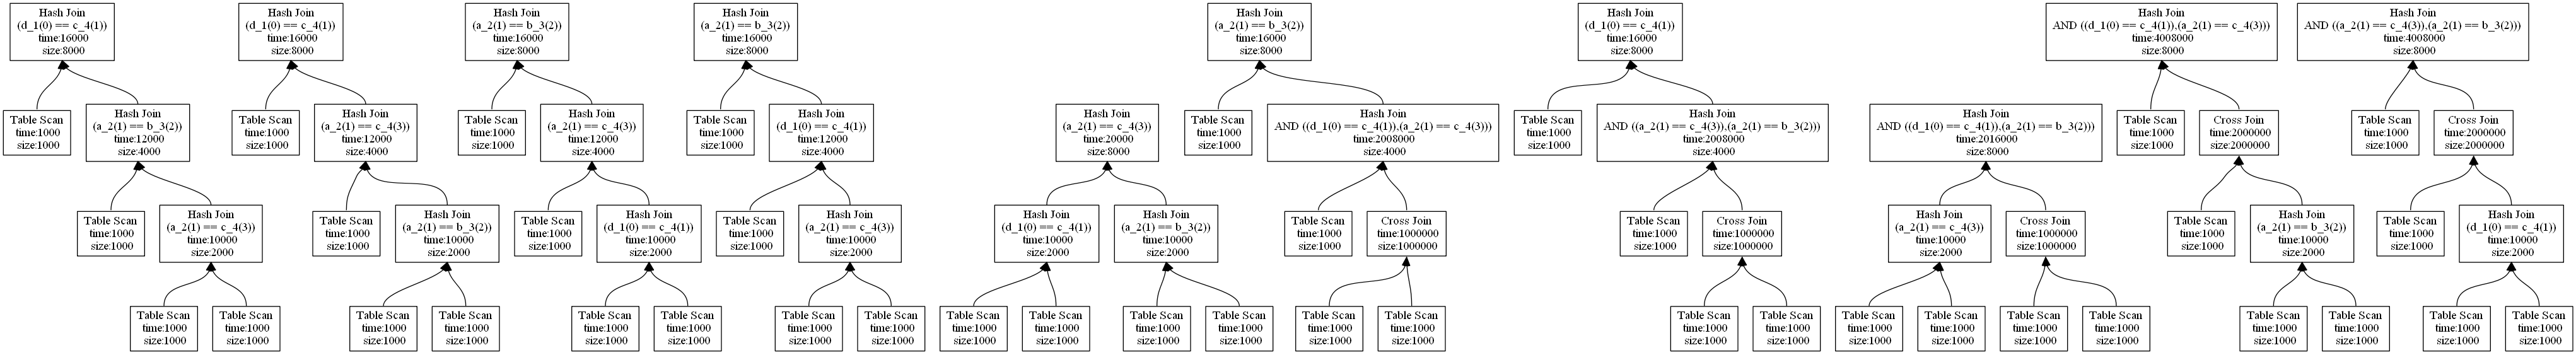 Hash Join
(d_1(0) == c_4(1))
time:16000
size:8000
Table Scan
time:1000
size:1000
Hash Join
(a_2(1) == b_3(2))
time:12000
size:4000
Table Scan
time:1000
size:1000
Hash Join
(a_2(1) == c_4(3))
time:10000
size:2000
Table Scan
time:1000
size:1000
Table Scan
time:1000
size:1000
Hash Join
(d_1(0) == c_4(1))
time:16000
size:8000
Table Scan
time:1000
size:1000
Hash Join
(a_2(1) == c_4(3))
time:12000
size:4000
Table Scan
time:1000
size:1000
Hash Join
(a_2(1) == b_3(2))
time:10000
size:2000
Table Scan
time:1000
size:1000
Table Scan
time:1000
size:1000
Hash Join
(a_2(1) == b_3(2))
time:16000
size:8000
Table Scan
time:1000
size:1000
Hash Join
(a_2(1) == c_4(3))
time:12000
size:4000
Table Scan
time:1000
size:1000
Hash Join
(d_1(0) == c_4(1))
time:10000
size:2000
Table Scan
time:1000
size:1000
Table Scan
time:1000
size:1000
Hash Join
(a_2(1) == b_3(2))
time:16000
size:8000
Table Scan
time:1000
size:1000
Hash Join
(d_1(0) == c_4(1))
time:12000
size:4000
Table Scan
time:1000
size:1000
Hash Join
(a_2(1) == c_4(3))
time:10000
size:2000
Table Scan
time:1000
size:1000
Table Scan
time:1000
size:1000
Hash Join
(a_2(1) == c_4(3))
time:20000
size:8000
Hash Join
(d_1(0) == c_4(1))
time:10000
size:2000
Hash Join
(a_2(1) == b_3(2))
time:10000
size:2000
Table Scan
time:1000
size:1000
Table Scan
time:1000
size:1000
Table Scan
time:1000
size:1000
Table Scan
time:1000
size:1000
Hash Join
(a_2(1) == b_3(2))
time:16000
size:8000
Table Scan
time:1000
size:1000
Hash Join
AND ((d_1(0) == c_4(1)),(a_2(1) == c_4(3)))
time:2008000
size:4000
Table Scan
time:1000
size:1000
Cross Join
time:1000000
size:1000000
Table Scan
time:1000
size:1000
Table Scan
time:1000
size:1000
Hash Join
(d_1(0) == c_4(1))
time:16000
size:8000
Table Scan
time:1000
size:1000
Hash Join
AND ((a_2(1) == c_4(3)),(a_2(1) == b_3(2)))
time:2008000
size:4000
Table Scan
time:1000
size:1000
Cross Join
time:1000000
size:1000000
Table Scan
time:1000
size:1000
Table Scan
time:1000
size:1000
Hash Join
AND ((d_1(0) == c_4(1)),(a_2(1) == b_3(2)))
time:2016000
size:8000
Hash Join
(a_2(1) == c_4(3))
time:10000
size:2000
Cross Join
time:1000000
size:1000000
Table Scan
time:1000
size:1000
Table Scan
time:1000
size:1000
Table Scan
time:1000
size:1000
Table Scan
time:1000
size:1000
Hash Join
AND ((d_1(0) == c_4(1)),(a_2(1) == c_4(3)))
time:4008000
size:8000
Table Scan
time:1000
size:1000
Cross Join
time:2000000
size:2000000
Table Scan
time:1000
size:1000
Hash Join
(a_2(1) == b_3(2))
time:10000
size:2000
Table Scan
time:1000
size:1000
Table Scan
time:1000
size:1000
Hash Join
AND ((a_2(1) == c_4(3)),(a_2(1) == b_3(2)))
time:4008000
size:8000
Table Scan
time:1000
size:1000
Cross Join
time:2000000
size:2000000
Table Scan
time:1000
size:1000
Hash Join
(d_1(0) == c_4(1))
time:10000
size:2000
Table Scan
time:1000
size:1000
Table Scan
time:1000
size:1000